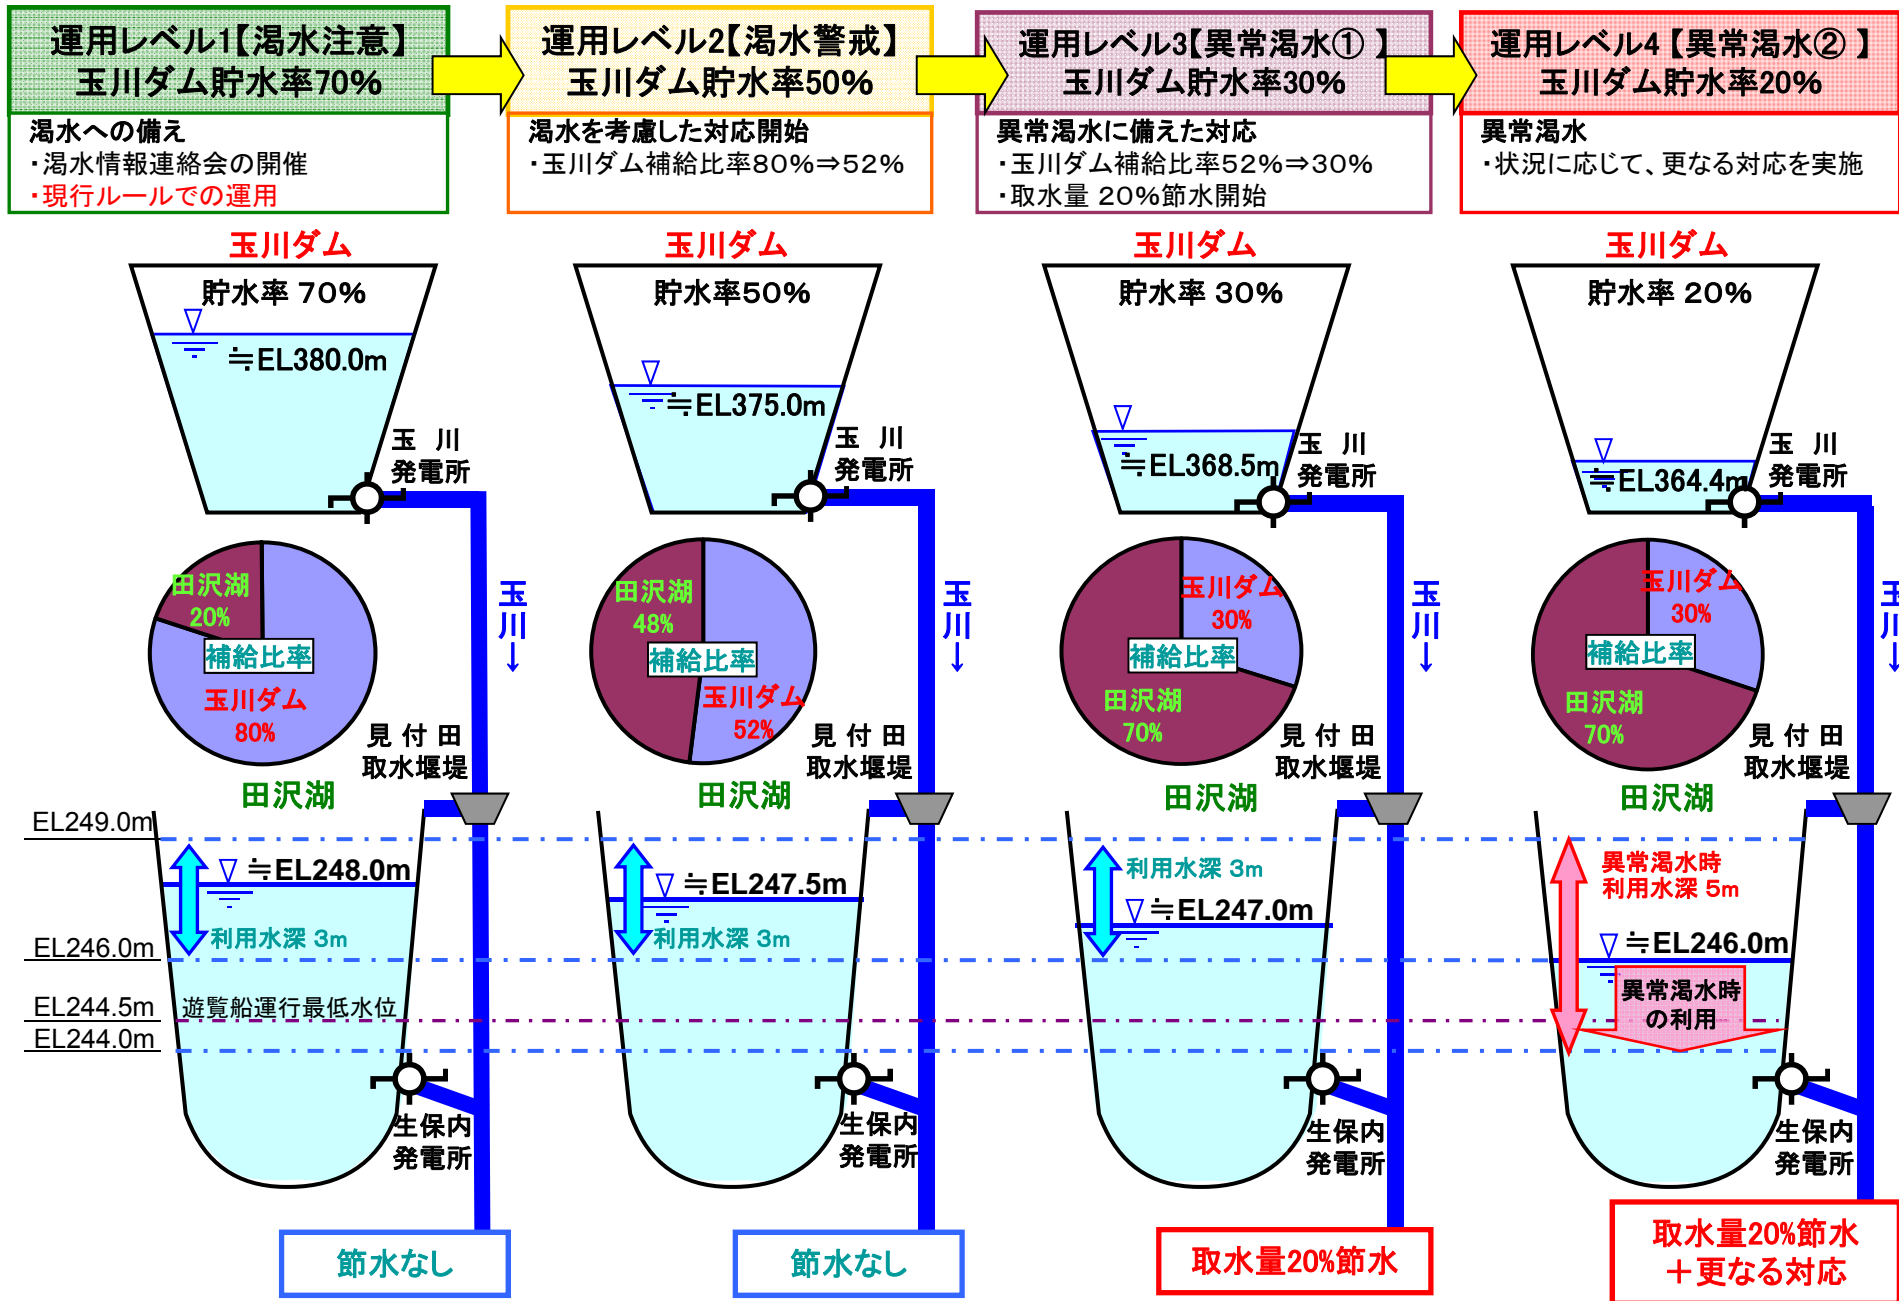 運用レベル1【渇水注意】
玉川ダム貯水率70%
渇水への備え
・渇水情報連絡会の開催
・現行ルールでの運用
運用レベル2【渇水警戒】
玉川ダム貯水率50%
渇水を考慮した対応開始
・玉川ダム補給比率80%⇒52%
運用レベル3【異常渇水① 】
玉川ダム貯水率30%
異常渇水に備えた対応
・玉川ダム補給比率52%⇒30%
・取水量 20%節水開始
運用レベル4【異常渇水② 】
玉川ダム貯水率20%
異常渇水
・状況に応じて、更なる対応を実施
玉川ダム
貯水率 70%
≒EL380.0m
玉 川
発電所
田沢湖
20%
補給比率
玉川ダム
80%
玉川→
見 付 田
取水堰堤
田沢湖
EL249.0m
≒EL248.0m
利用水深 3m
EL246.0m
EL244.5m
遊覧船運行最低水位
EL244.0m
生保内
発電所
節水なし
玉川ダム
貯水率50%
≒EL375.0m
玉 川
発電所
田沢湖
48%
補給比率
玉川ダム
52%
玉川→
見 付 田
取水堰堤
田沢湖
≒EL247.5m
利用水深 3m
生保内
発電所
節水なし
玉川ダム
貯水率 30%
≒EL368.5m
玉 川
発電所
玉川ダム
30%
補給比率
田沢湖
70%
玉川→
見 付 田
取水堰堤
田沢湖
利用水深 3m
≒EL247.0m
生保内
発電所
取水量20%節水
玉川ダム
貯水率 20%
≒EL364.4m
玉 川
発電所
玉川ダム
30%
補給比率
田沢湖
70%
玉川→
見 付 田
取水堰堤
田沢湖
異常渇水時
利用水深 5m
≒EL246.0m
異常渇水時
の利用
生保内
発電所
取水量20%節水
＋更なる対応